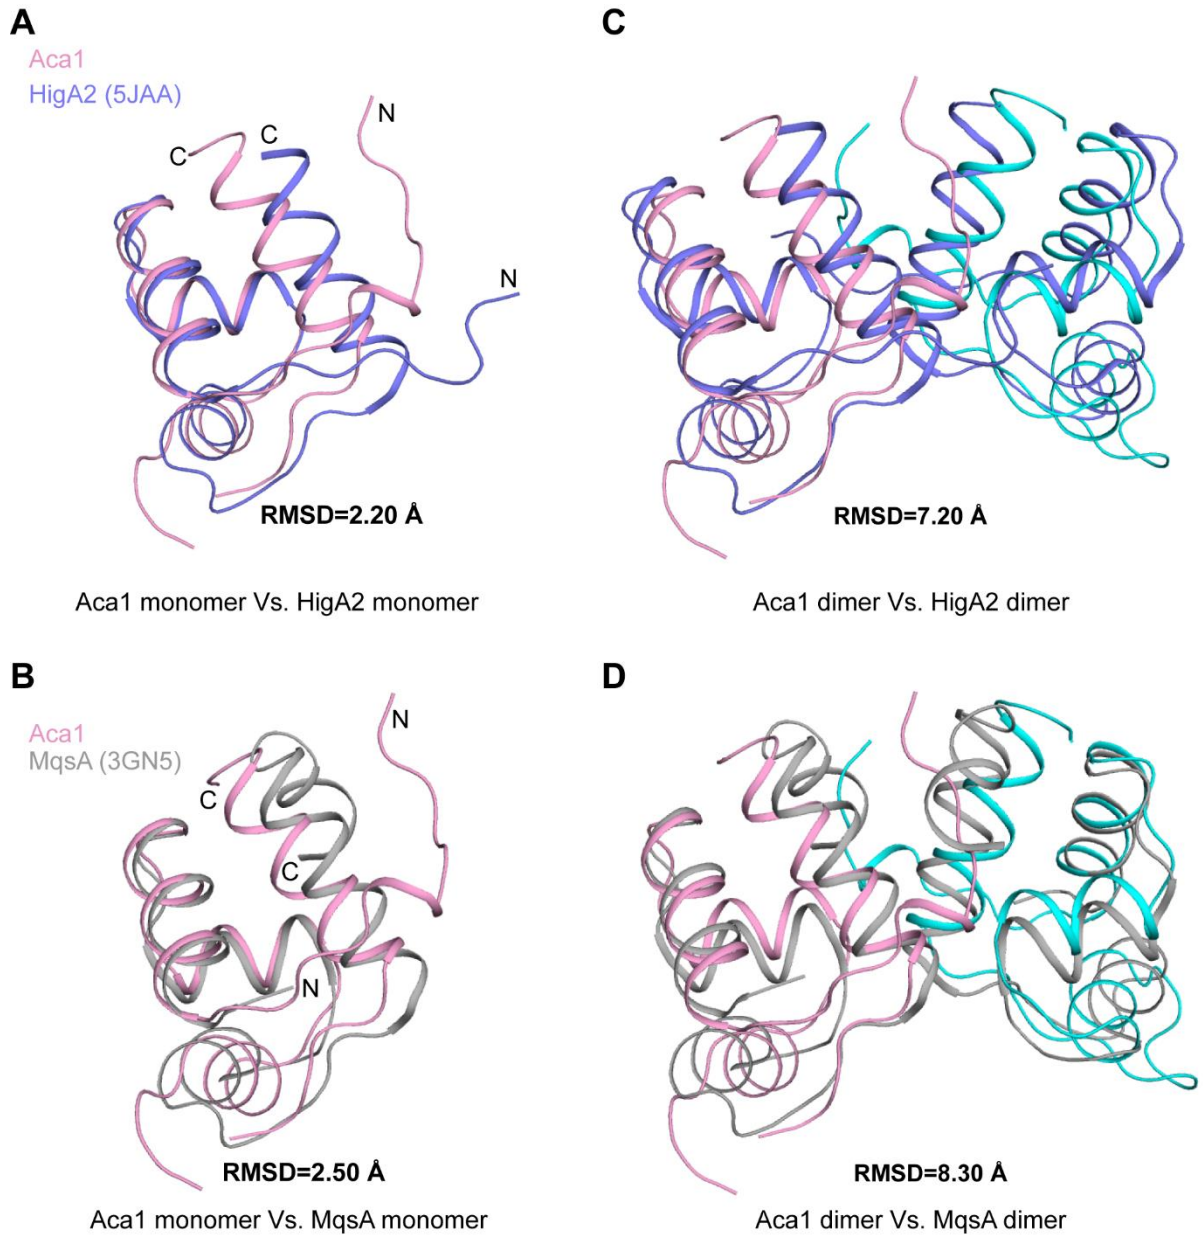 A
Aca1
HigA2 (5JAA)
C
C
N
N
RMSD=2.20 Å
Aca1 monomer Vs. HigA2 monomer
C
RMSD=7.20 Å
Aca1 dimer Vs. HigA2 dimer
B
Aca1
MqsA (3GN5)
N
C
C
N
RMSD=2.50 Å
Aca1 monomer Vs. MqsA monomer
D
RMSD=8.30 Å
Aca1 dimer Vs. MqsA dimer